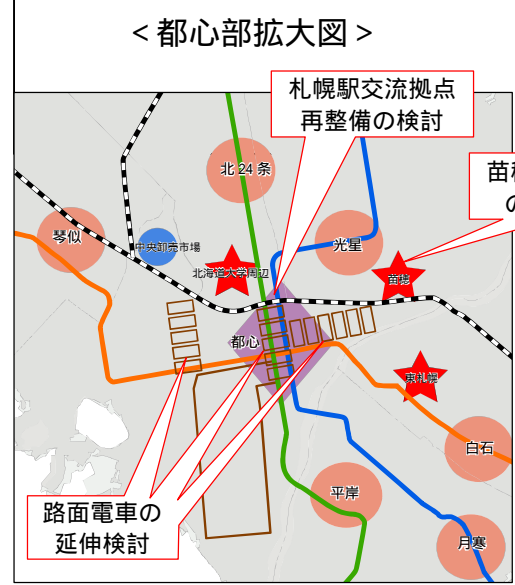 <都心部拡大図>
札幌駅交流拠点
再整備の検討
苗穂
の
北24条
琴似
中央卸売市場
北海道大学周辺
光星
苗穂
都心
東札幌
白石
平岸
月寒
路面電車の
延伸検討